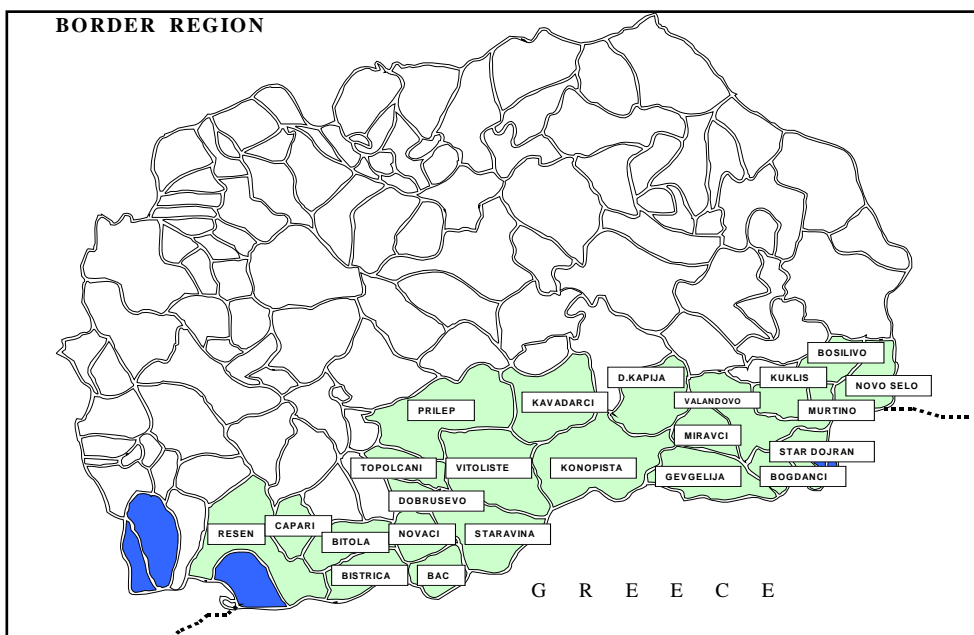 BORDER REGION
BOSILIVO
D.KAPIJA
KUKLIS
NOVO SELO
KAVADARCI
VALANDOVO
PRILEP
MURTINO
MIRAVCI
STAR DOJRAN
TOPOLCANI
VITOLISTE
KONOPISTA
GEVGELIJA
BOGDANCI
DOBRUSEVO
CAPARI
RESEN
BITOLA
NOVACI
STARAVINA
BISTRICA
BAC
G R E E C E